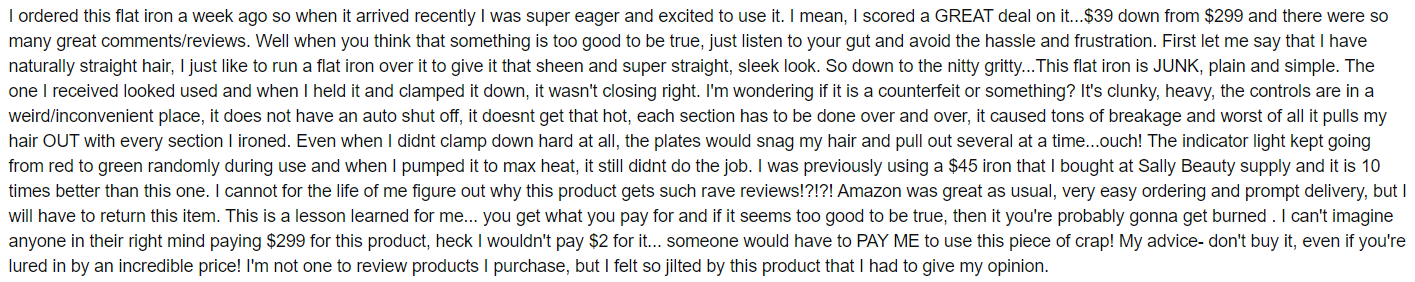 I ordered this flat iron a week ago so when it arrived recently I was super eager and excited to use it. I mean, I scored a GREAT deal on it...$39 down from $299 and there were so
many great comments/reviews. Well when you think that something is too good to be true, just listen to your gut and avoid the hassle and frustration. First let me say that I have
naturally straight hair, I just like to run a flat iron over it to give it that sheen and super straight, sleek look. So down to the nitty gritty...This flat iron is JUNK, plain and simple. The
one I received looked used and when I held it and clamped it down, it wasn't closing right. I'm wondering if it is a counterfeit or something? It's clunky, heavy, the controls are in a
weird/inconvenient place, it does not have an auto shut off, it doesnt get that hot, each section has to be done over and over, it caused tons of breakage and worst of all it pulls my
hair OUT with every section I ironed. Even when I didnt clamp down hard at all, the plates would snag my hair and pull out several at a time...ouch! The indicator light kept going
from red to green randomly during use and when I pumped it to max heat, it still didnt do the job. I was previously using a $45 iron that I bought at Sally Beauty supply and it is 10
times better than this one. I cannot for the life of me figure out why this product gets such rave reviews!?!?! Amazon was great as usual, very easy ordering and prompt delivery, but I
will have to return this item. This is a lesson learned for me... you get what you pay for and if it seems too good to be true, then it you're probably gonna get burned . I can't imagine
anyone in their right mind paying $299 for this product, heck I wouldn't pay $2 for it... someone would have to PAY ME to use this piece of crap! My advice- don't buy it, even if you're
lured in by an incredible price! I'm not one to review products I purchase, but I felt so jilted by this product that I had to give my opinion.